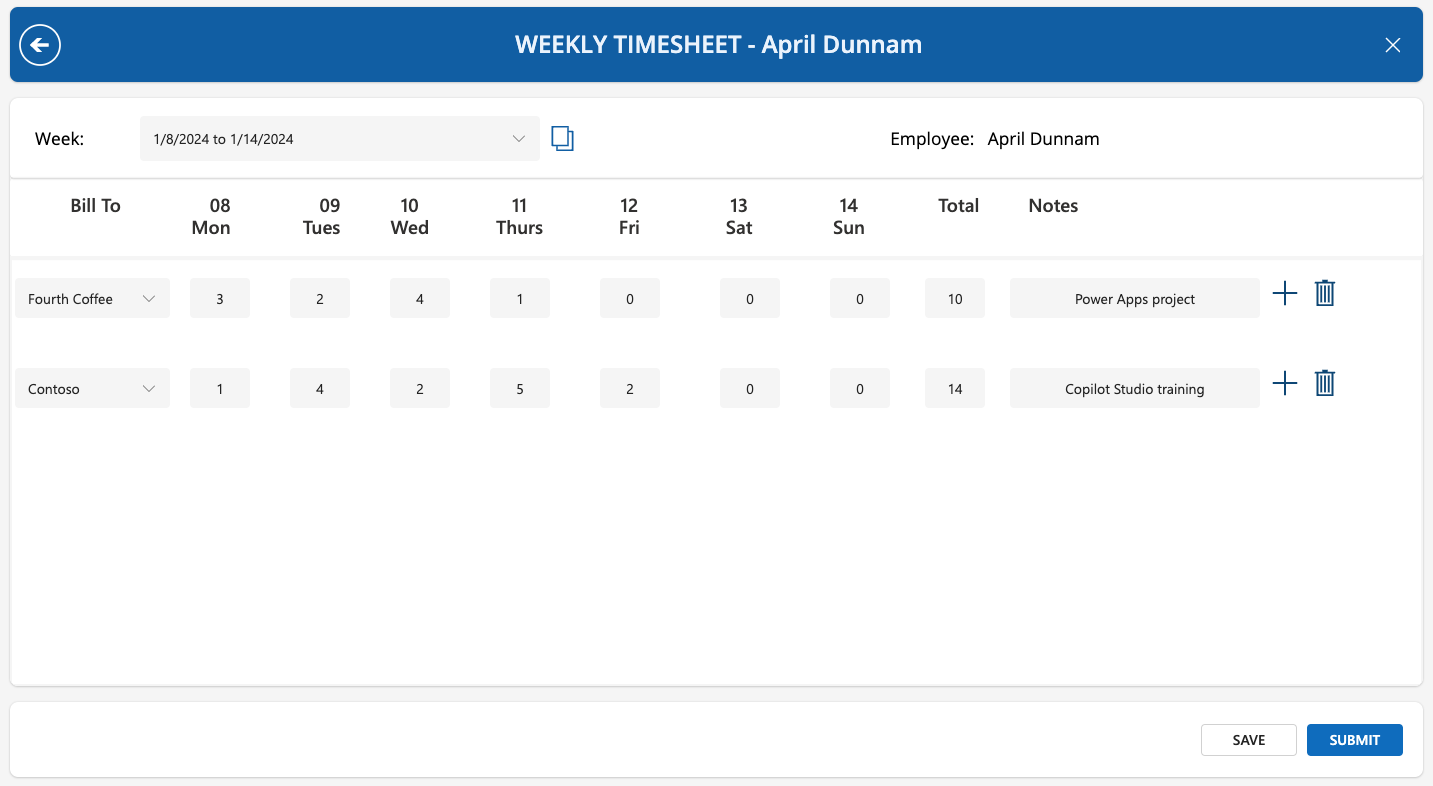 WEEKLY TIMESHEET - April Dunnam
Week: 1/8/2024 to 1/14/2024 Employee: April Dunnam
Bill To 08 09 10 11 12 13 14 Total Notes
Mon Tues Wed Thurs Fri Sat Sun
Fourth Coffee 3 2 4 1 0 0 0 10 Power Apps project
Contoso 1 4 2 5 2 0 0 14 Copilot Studio training
SAVE SUBMIT